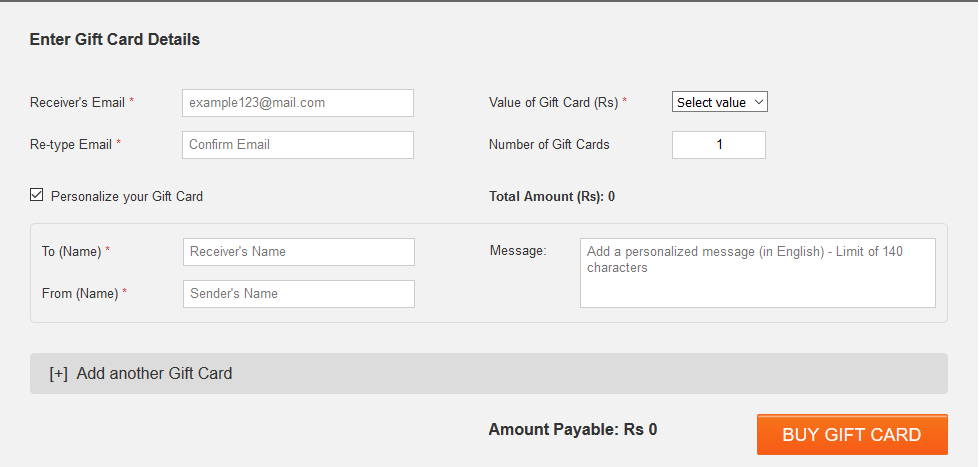 Enter Gift Card Details
Receiver's Email *
example123@mail.com
Value of Gift Card (Rs) *
Select value
Re-type Email *
Confirm Email
Number of Gift Cards
1
Personalize your Gift Card
Total Amount (Rs): 0
To (Name) *
Receiver's Name
Message:
Add a personalized message (in English) - Limit of 140
characters
From (Name) *
Sender's Name
[+] Add another Gift Card
Amount Payable: Rs 0
BUY GIFT CARD